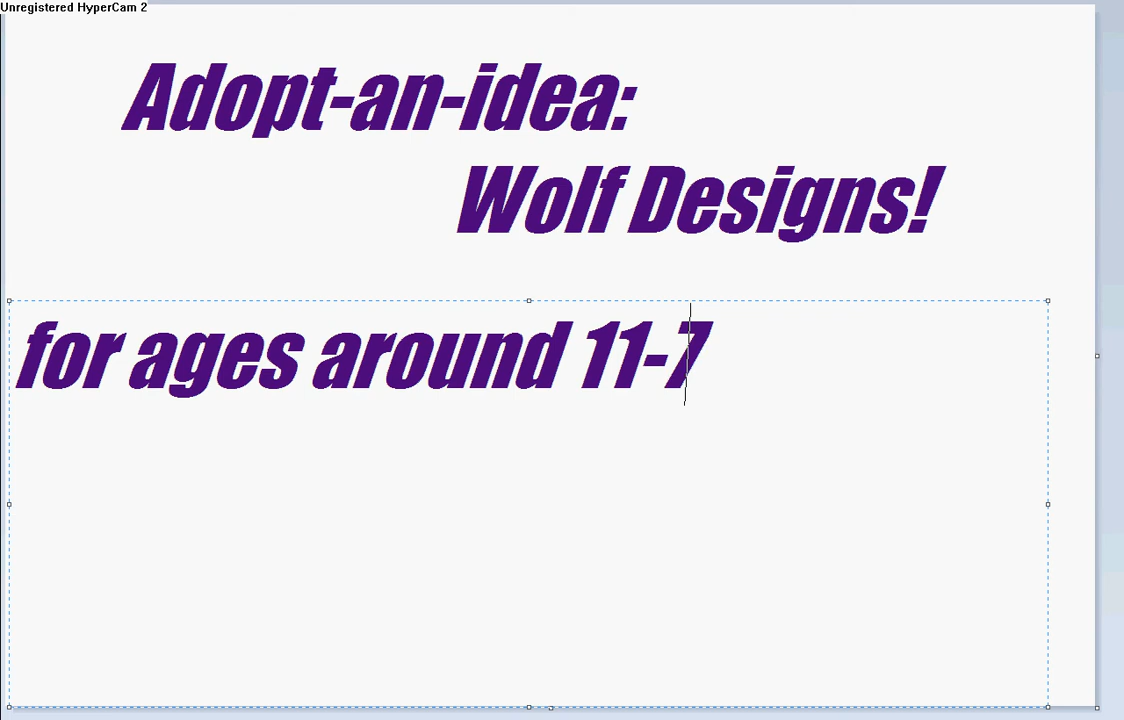 Unregistered HyperCam 2
Adopt-an-idea:
Wolf Designs!
for ages around 11-7